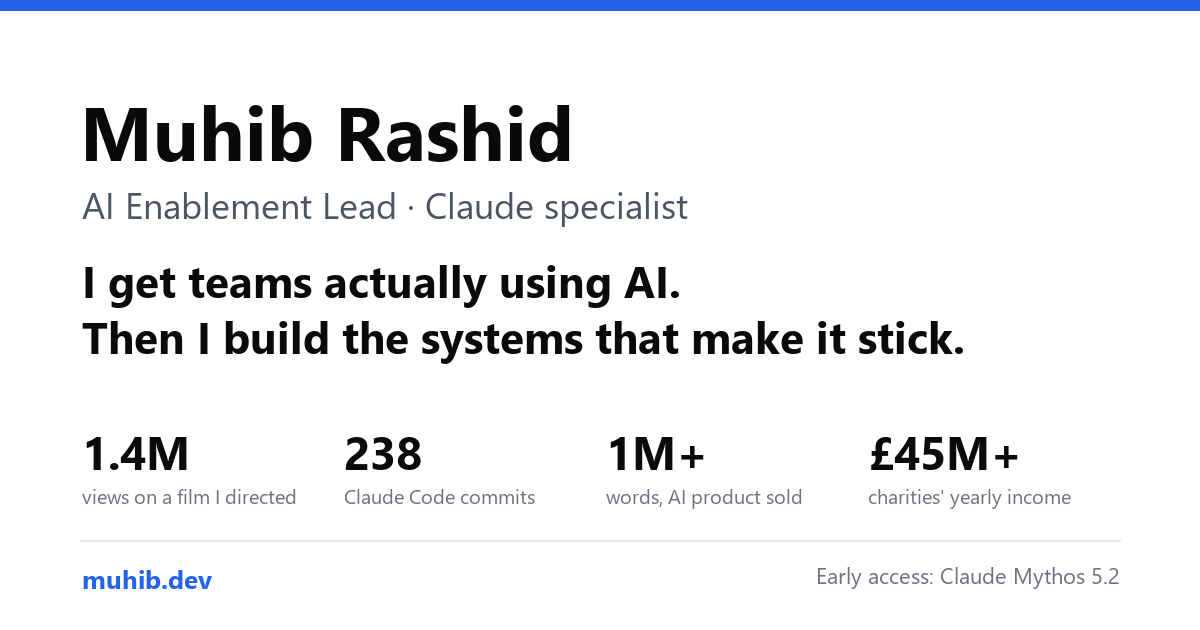 Muhib Rashid
AI Enablement Lead · Claude specialist
I get teams actually using AI.
Then I build the systems that make it stick.
1.4M 238 1M+ £45M+
views on a film I directed Claude Code commits words, AI product sold charities' yearly income
muhib.dev Early access: Claude Mythos 5.2